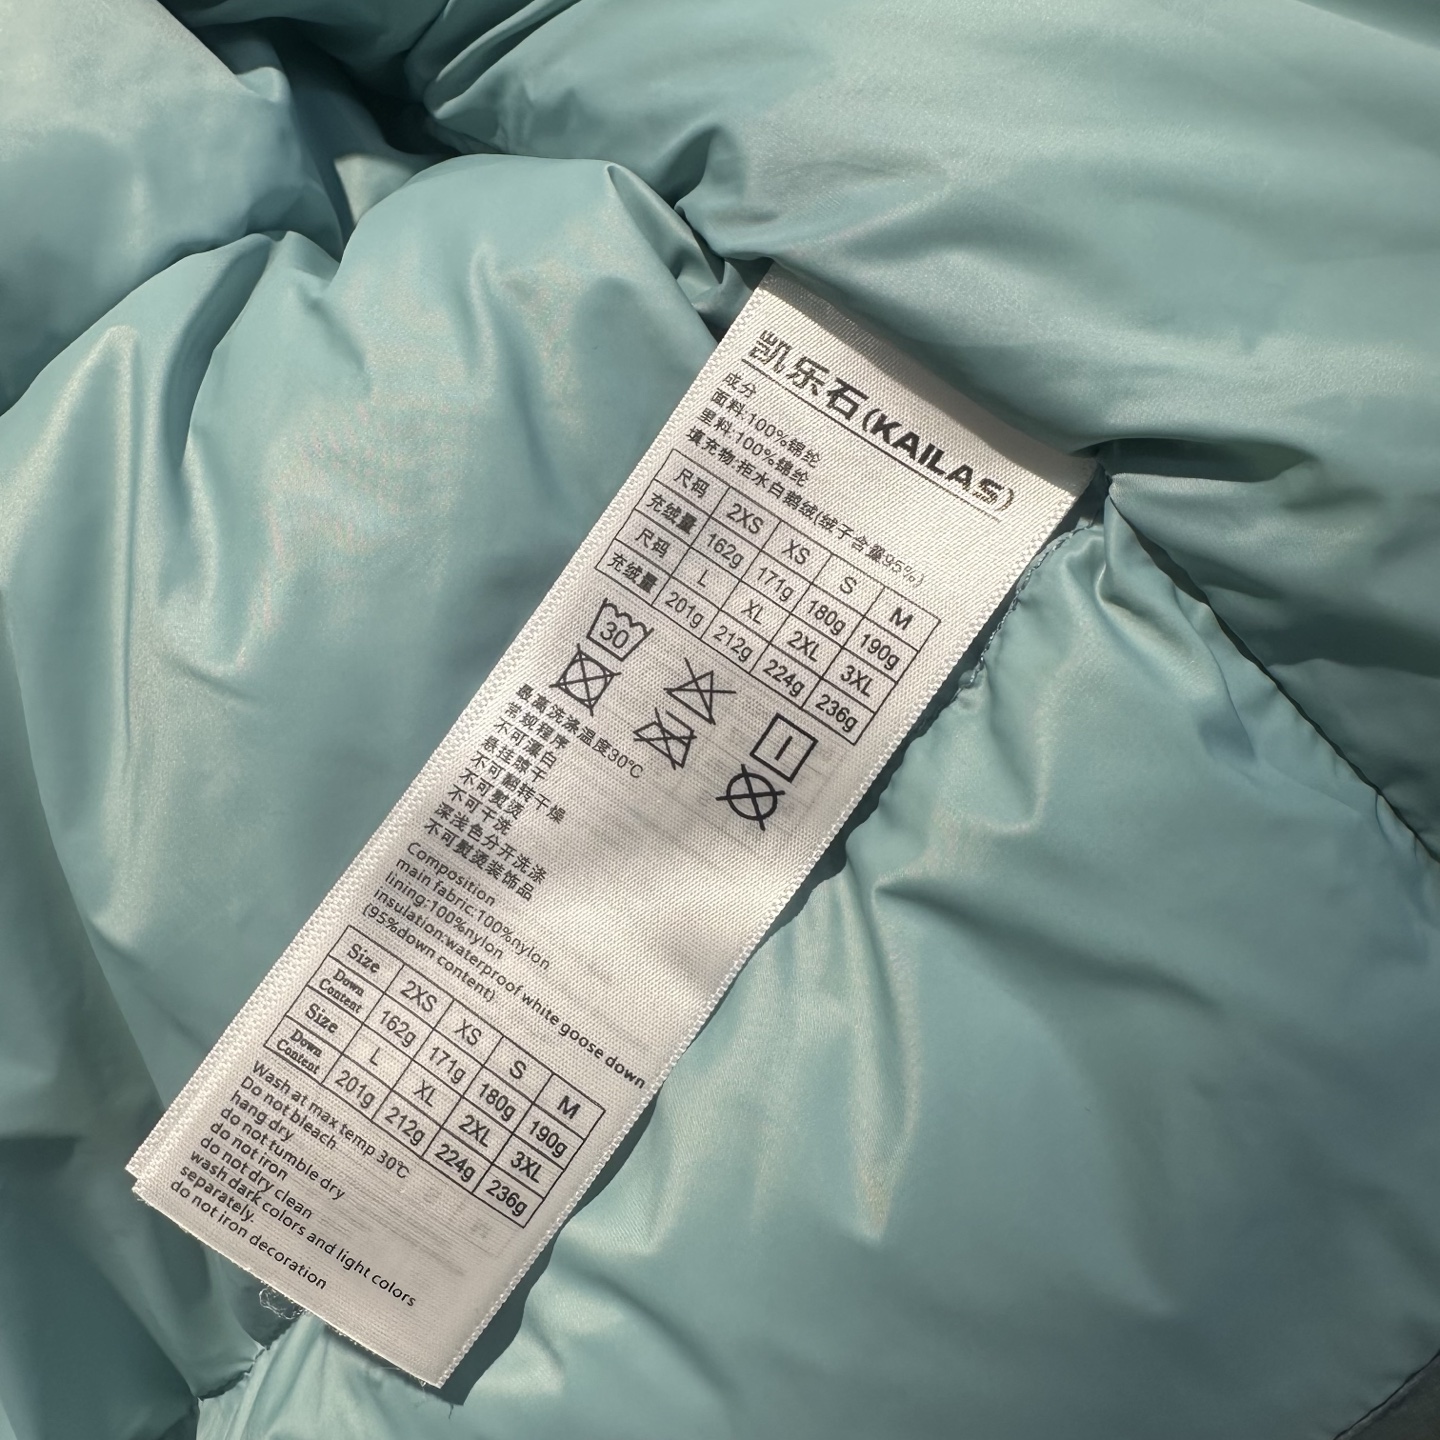 凯乐石(KAILAS)
成分
面料:100%锦纶
里料:100%锦纶
填充物:拒水白鹅绒(绒子含量95%)
尺码 2XS XS S M
充绒量 162g 171g 180g 190g
尺码 L XL 2XL 3XL
充绒量 201g 212g 224g 236g
30
最高洗涤温度30℃
常规程序
不可漂白
悬挂晾干
不可翻转干燥
不可熨烫
不可干洗
深浅色分开洗涤
不可熨烫装饰品
Composition
main fabric:100%nylon
lining:100%nylon
insulation:waterproof white goose down
(95%down content)
Size 2XS XS S M
Down Content 162g 171g 180g 190g
Size L XL 2XL 3XL
Down Content 201g 212g 224g 236g
Wash at max temp 30℃
Do not bleach
hang dry
do not tumble dry
do not iron
do not dry clean
wash dark colors and light colors
separately.
do not iron decoration